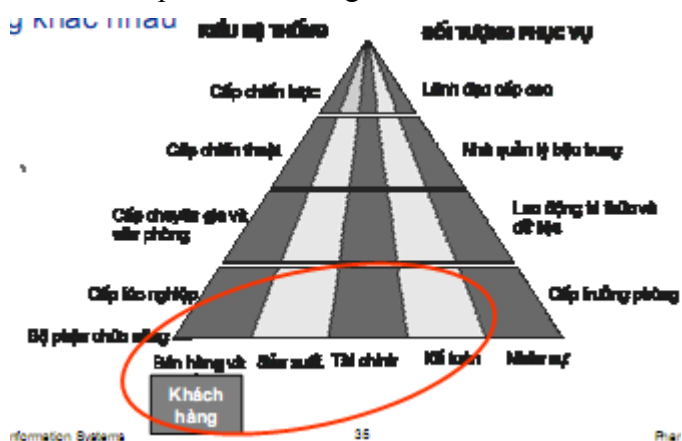 g khác nhau
KIỂU HỆ THỐNG
ĐỐI TƯỢNG PHỤC VỤ
Cấp chiến lược
Lãnh đạo cấp cao
Cấp chiến thuật
Nhà quản lý bậc trung
Cấp chuyên gia và
văn phòng
Lao động tri thức và
dữ liệu
Cấp tác nghiệp
Cấp trưởng phòng
Bộ phận chức năng
Bán hàng và
Sản xuất
Tài chính
Kế toán
Nhân sự
Khách
hàng
nformation Systems
35
Phar